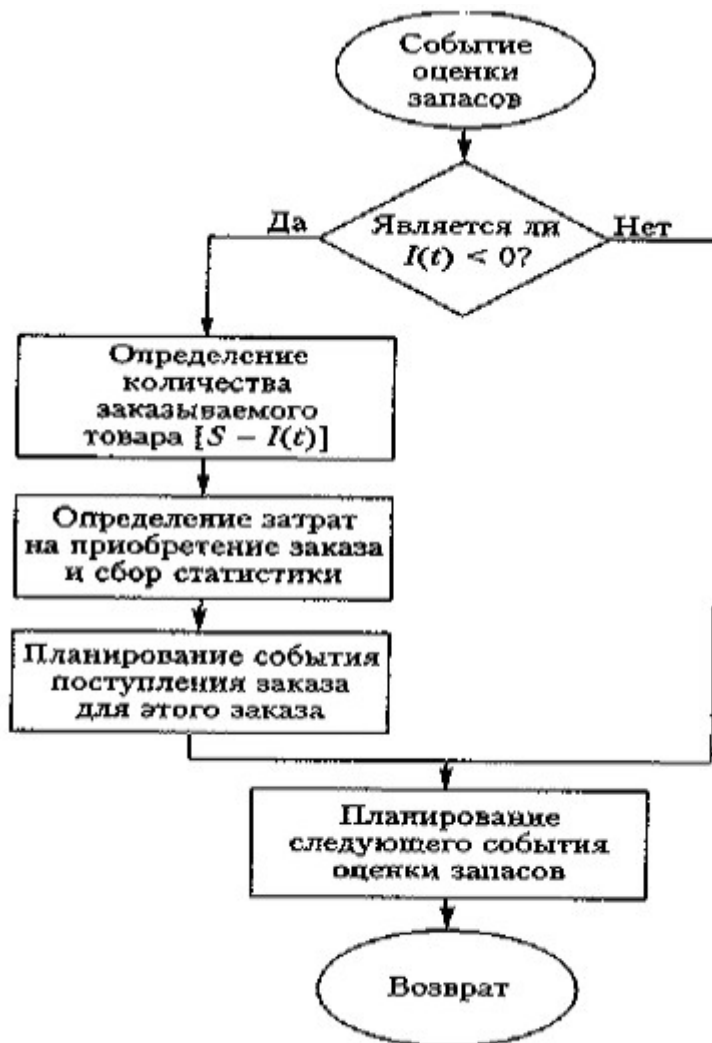 Событие
оценки
запасов
Да
Является ли
I(t) < 0?
Нет
Определение
количества
заказываемого
товара [S – I(t)]
Определение затрат
на приобретение заказа
и сбор статистики
Планирование события
поступления заказа
для этого заказа
Планирование
следующего события
оценки запасов
Возврат